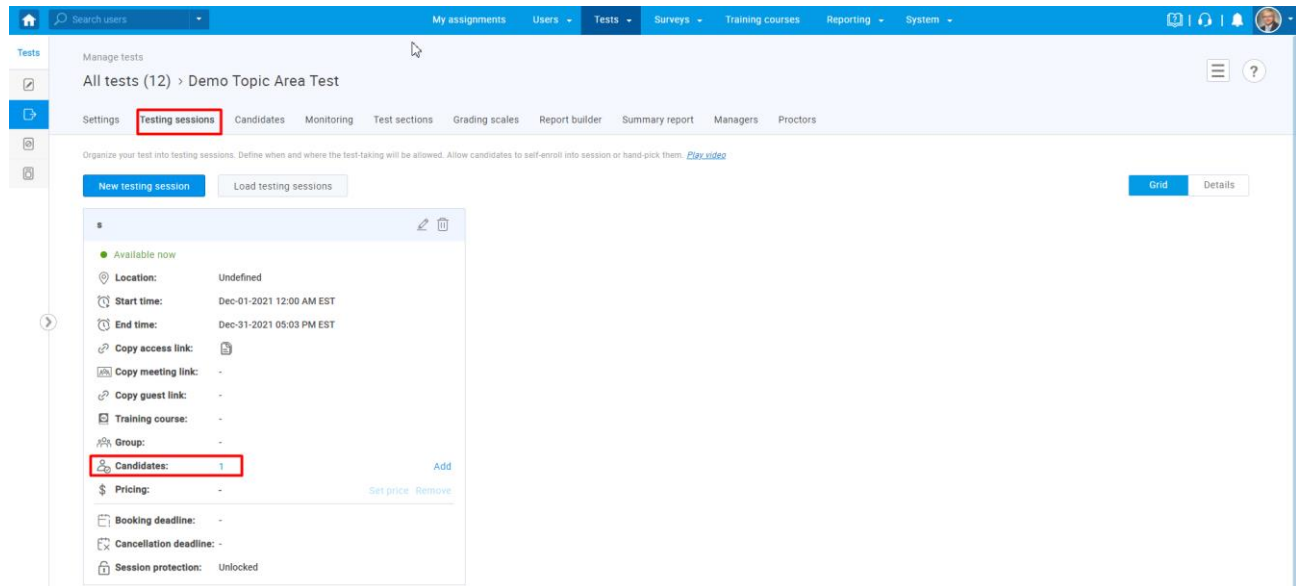 Search users My assignments Users Tests Surveys Training courses Reporting System
Tests
Manage tests
All tests (12) › Demo Topic Area Test
?
Settings Testing sessions Candidates Monitoring Test sections Grading scales Report builder Summary report Managers Proctors
Organize your test into testing sessions. Define when and where the test-taking will be allowed. Allow candidates to self-enroll into session or hand-pick them. Play video
New testing session Load testing sessions Grid Details
s
Available now
Location: Undefined
Start time: Dec-01-2021 12:00 AM EST
End time: Dec-31-2021 05:03 PM EST
Copy access link:
Copy meeting link: -
Copy guest link: -
Training course: -
Group: -
Candidates: 1 Add
$ Pricing: - Set price Remove
Booking deadline: -
Cancellation deadline: -
Session protection: Unlocked